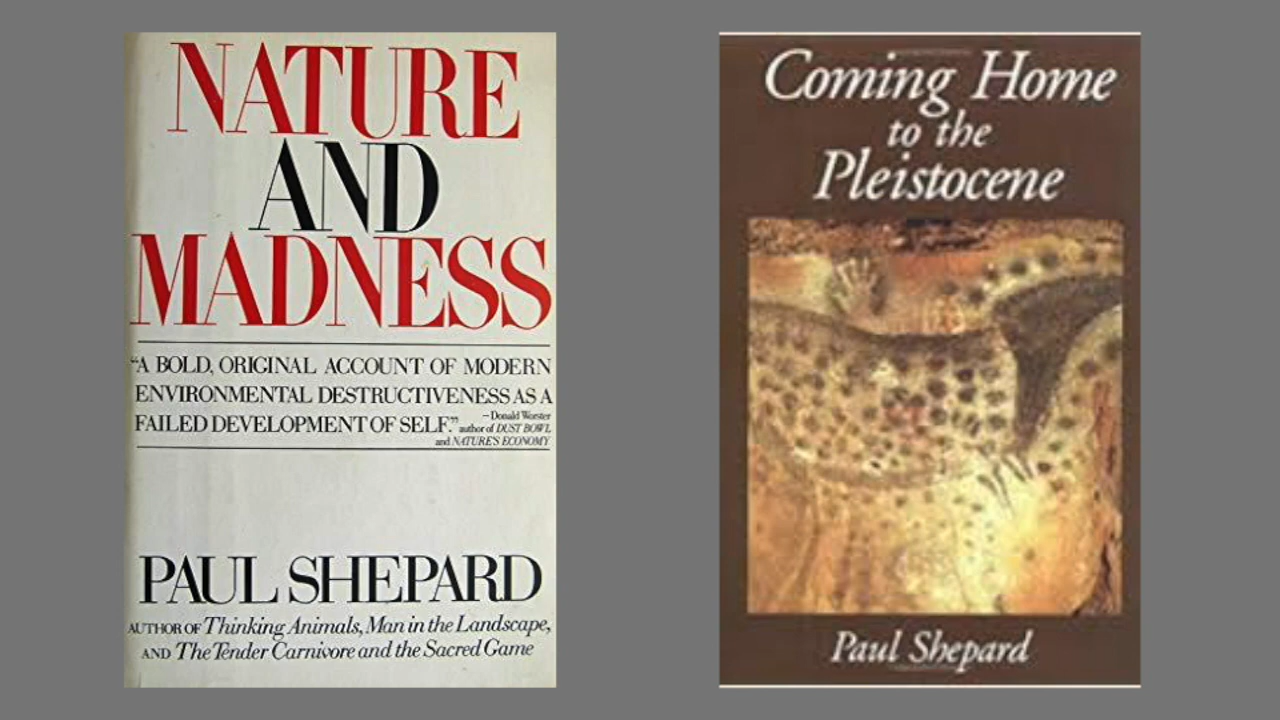 NATURE
AND
MADNESS
“A BOLD, ORIGINAL ACCOUNT OF MODERN
ENVIRONMENTAL DESTRUCTIVENESS AS A
FAILED DEVELOPMENT OF SELF.”
—Donald Worster
author of DUST BOWL
and NATURE'S ECONOMY
PAUL SHEPARD
AUTHOR OF Thinking Animals, Man in the Landscape,
AND The Tender Carnivore and the Sacred Game
Coming Home
to the
Pleistocene
Paul Shepard